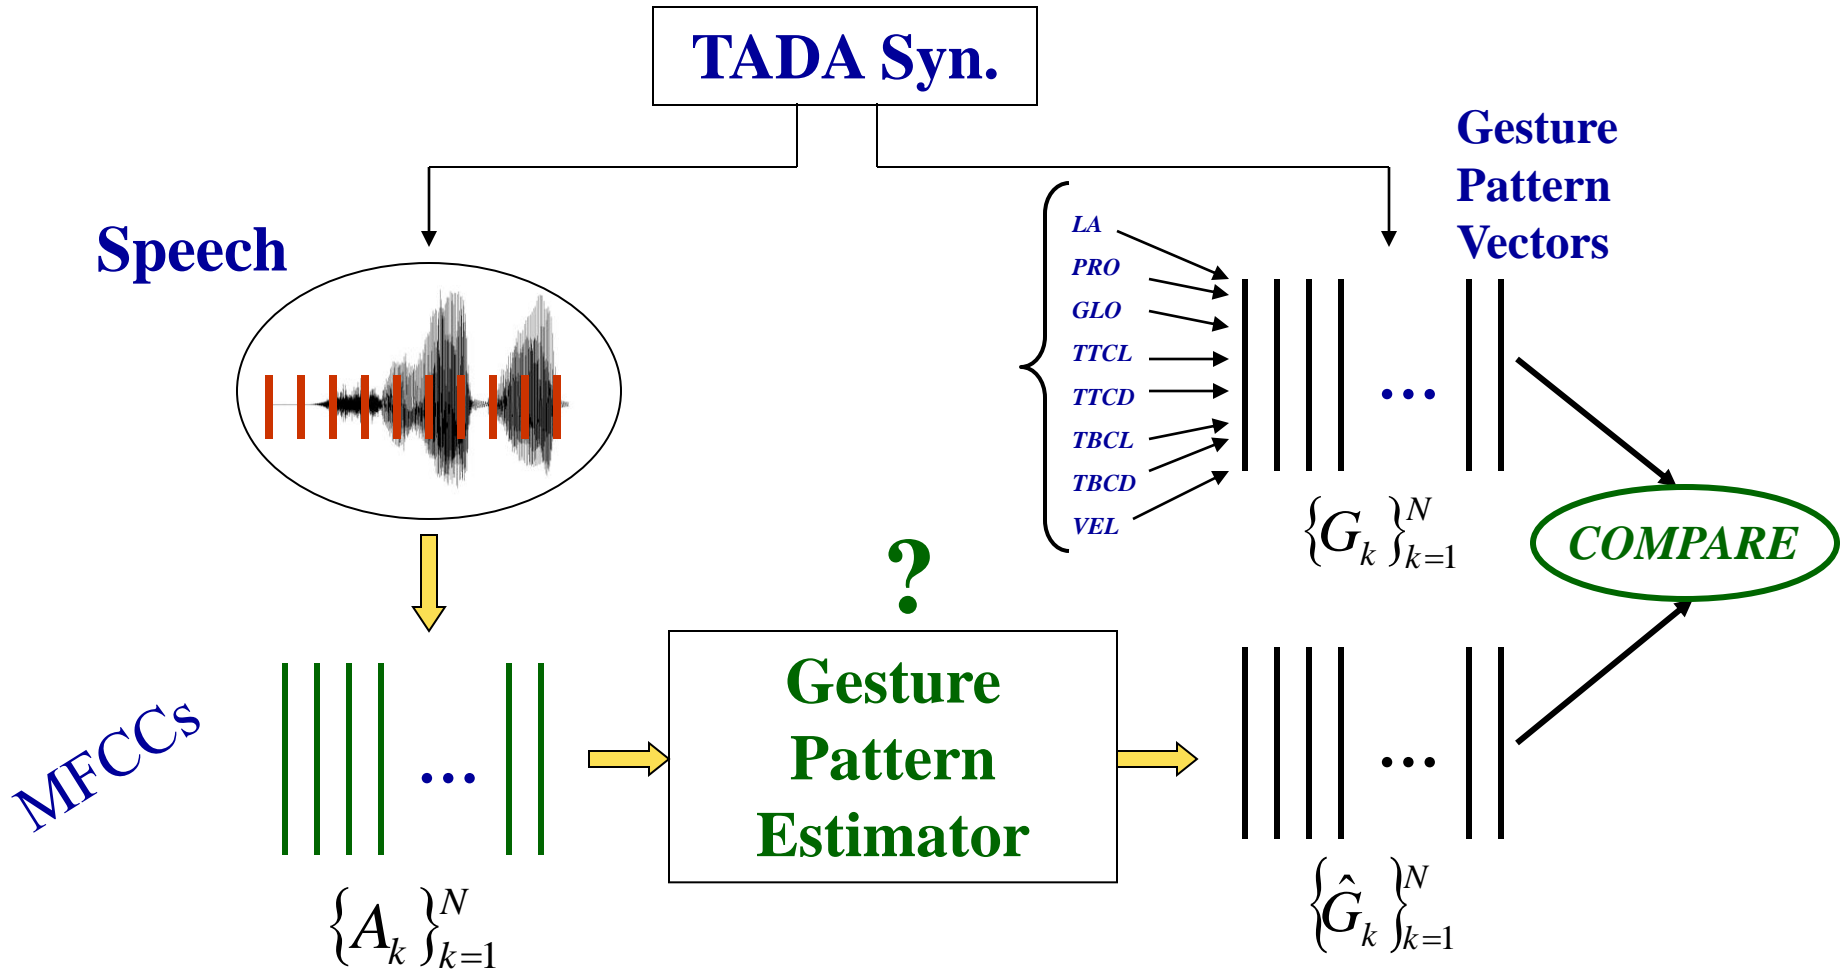 TADA Syn.
Gesture
Pattern
Vectors
Speech
LA
PRO
GLO
TTCL
TTCD
TBCL
TBCD
VEL
...
{G_k}_{k=1}^N
COMPARE
?
MFCCs
...
Gesture
Pattern
Estimator
...
{A_k}_{k=1}^N
{Ĝ_k}_{k=1}^N